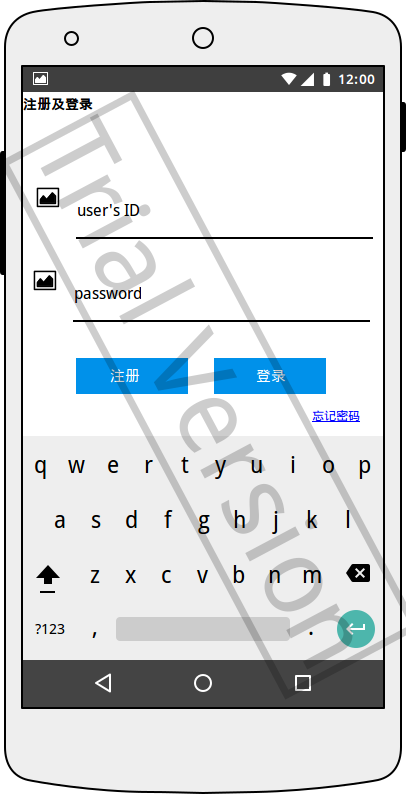 12:00
注册及登录
user's ID
password
注册 登录
忘记密码
q w e r t y u i o p
a s d f g h j k l
z x c v b n m
?123 , .
Trial version